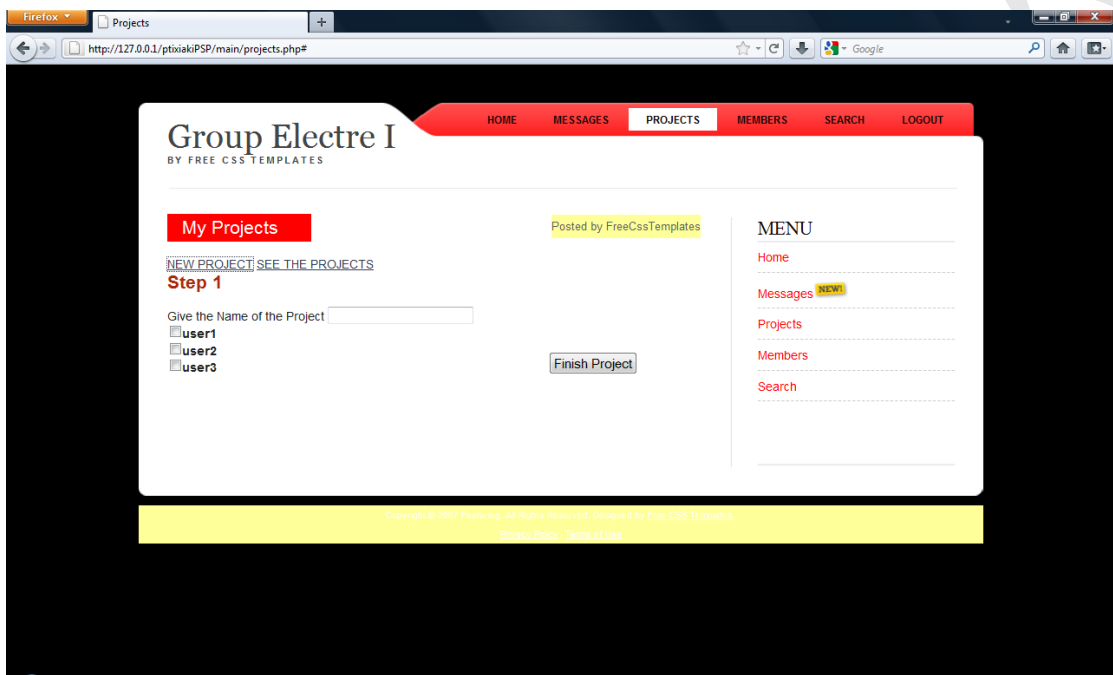 Firefox
Projects
http://127.0.0.1/ptixiakiPSP/main/projects.php#
Google
HOME MESSAGES PROJECTS MEMBERS SEARCH LOGOUT
Group Electre I
BY FREE CSS TEMPLATES
My Projects
Posted by FreeCssTemplates
NEW PROJECT SEE THE PROJECTS
Step 1
Give the Name of the Project
user1
user2
user3
Finish Project
MENU
Home
Messages NEW!
Projects
Members
Search